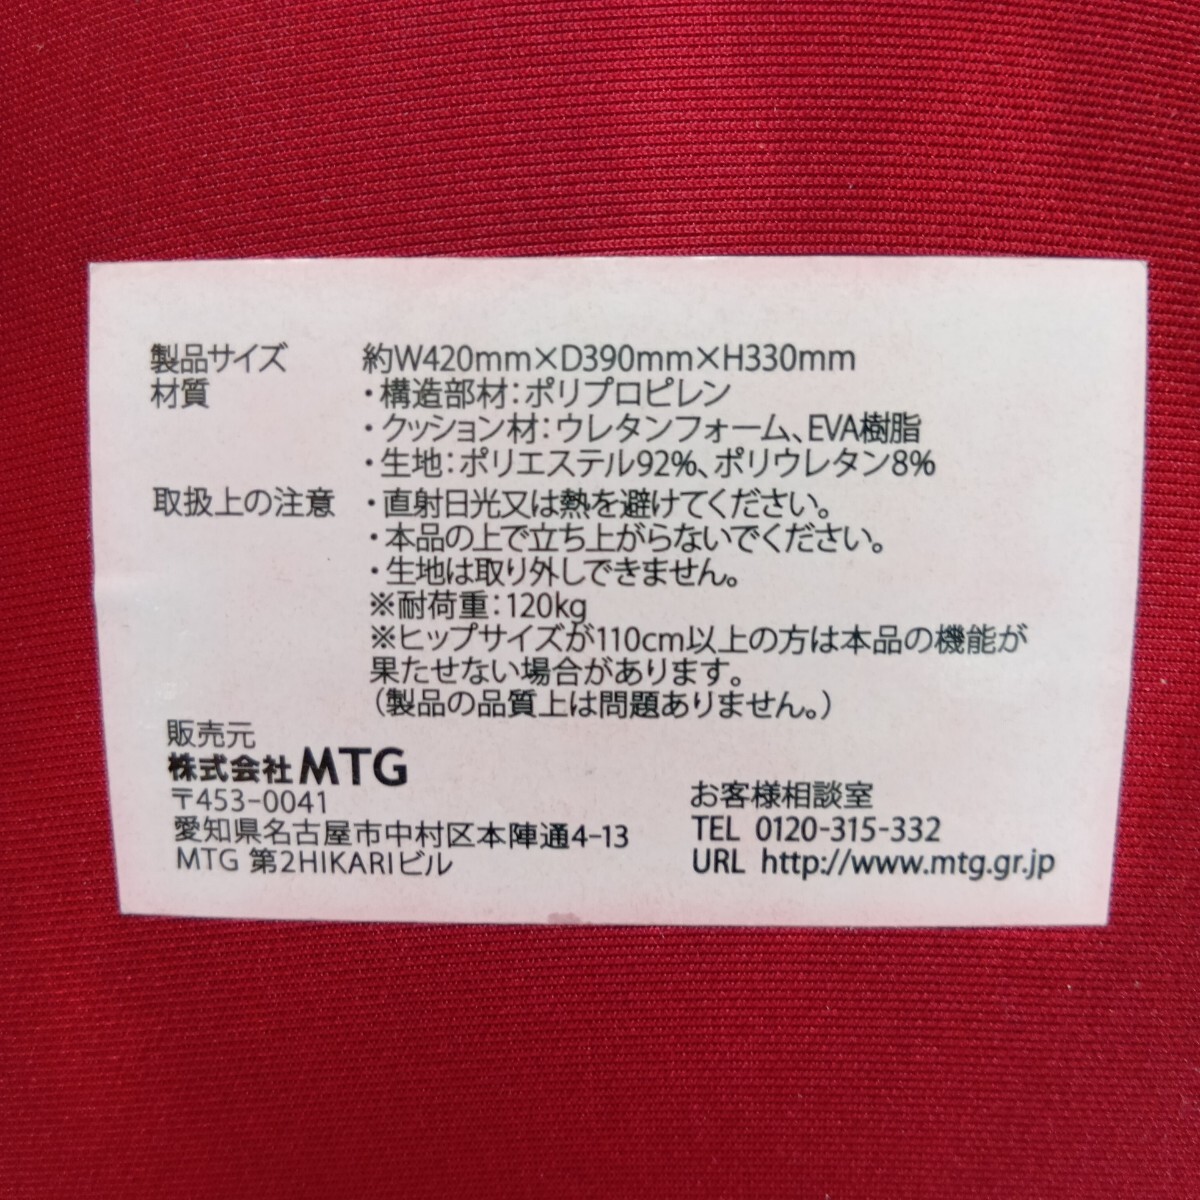 製品サイズ 約W420mm×D390mm×H330mm
材質 ・構造部材：ポリプロピレン
・クッション材：ウレタンフォーム、EVA樹脂
・生地：ポリエステル92%、ポリウレタン8%
取扱上の注意 ・直射日光又は熱を避けてください。
・本品の上で立ち上がらないでください。
・生地は取り外しできません。
※耐荷重：120kg
※ヒップサイズが110cm以上の方は本品の機能が
果たせない場合があります。
（製品の品質上は問題ありません。）
販売元
株式会社MTG
〒453-0041
愛知県名古屋市中村区本陣通4-13
MTG 第2HIKARIビル
お客様相談室
TEL 0120-315-332
URL http://www.mtg.gr.jp